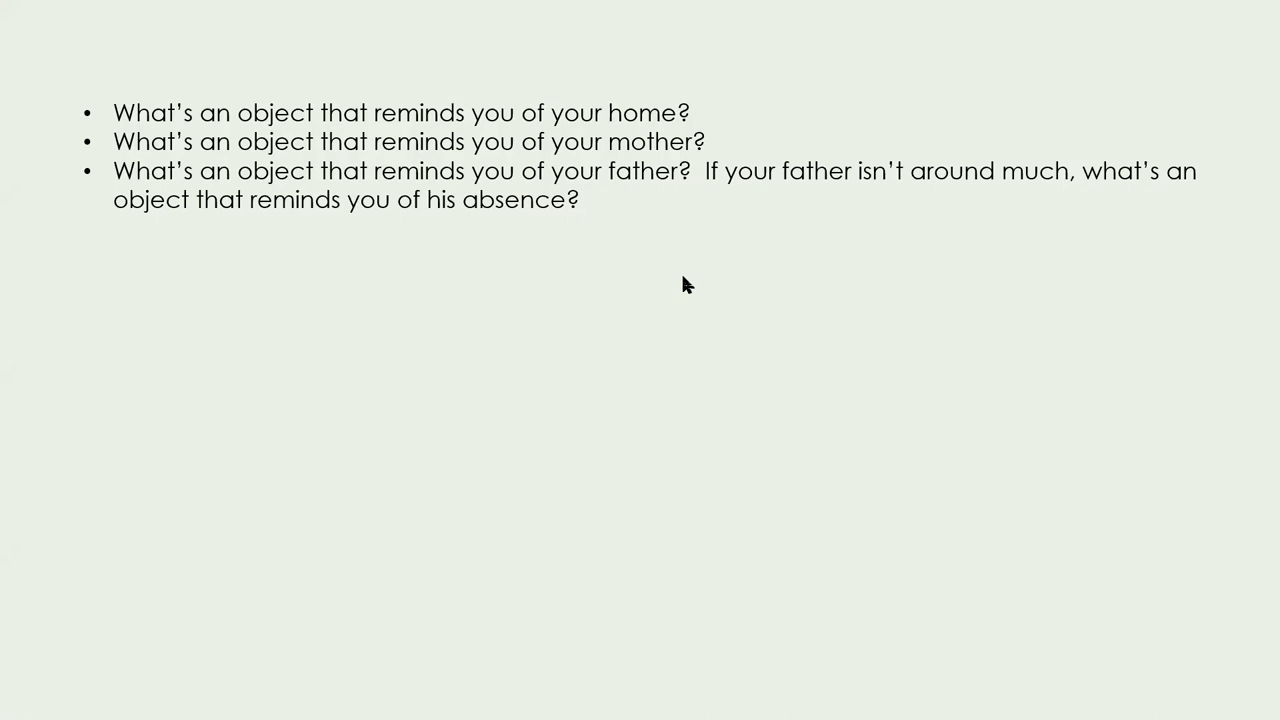 • What’s an object that reminds you of your home?
• What’s an object that reminds you of your mother?
• What’s an object that reminds you of your father?  If your father isn’t around much, what’s an
object that reminds you of his absence?